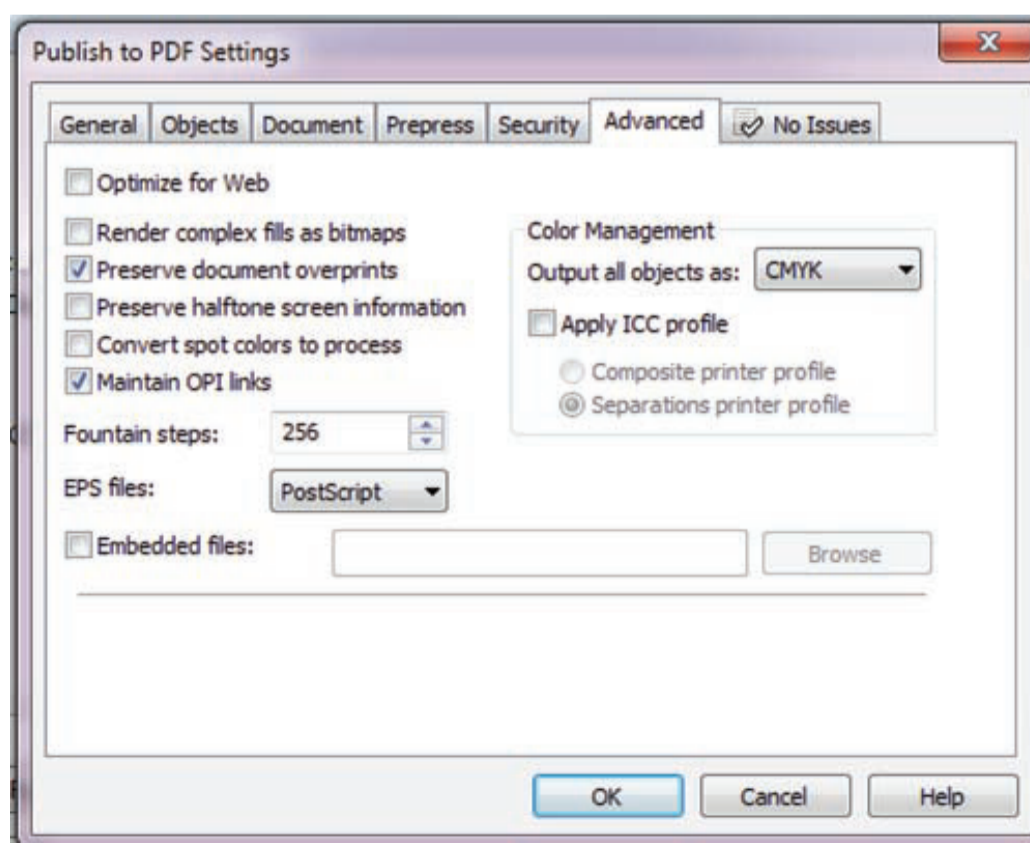 Publish to PDF Settings
General Objects Document Prepress Security Advanced No Issues
Optimize for Web
Render complex fills as bitmaps
Preserve document overprints
Preserve halftone screen information
Convert spot colors to process
Maintain OPI links
Fountain steps: 256
EPS files: PostScript
Embedded files: Browse
Color Management
Output all objects as: CMYK
Apply ICC profile
Composite printer profile
Separations printer profile
OK Cancel Help